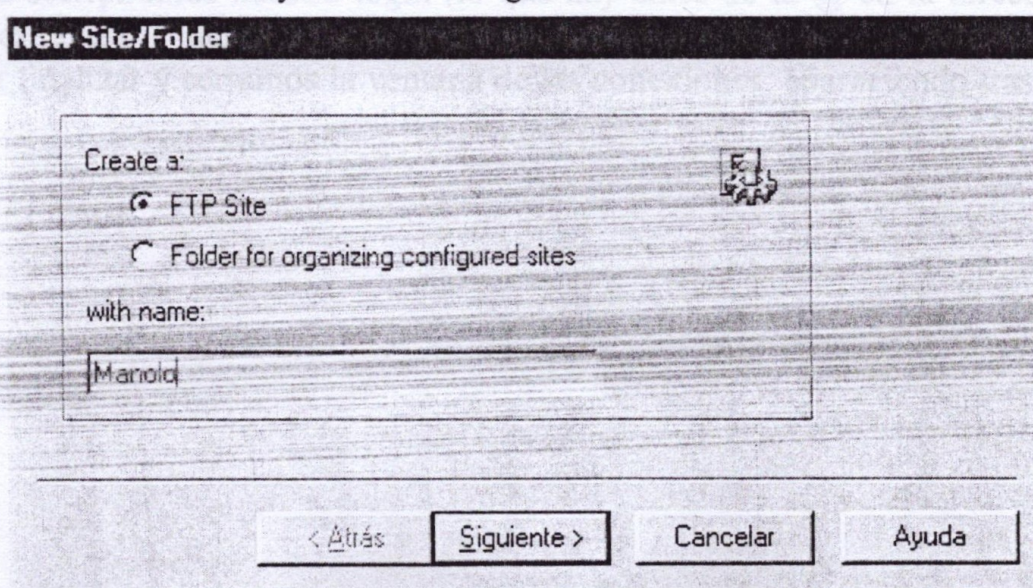 New Site/Folder
Create a:
FTP Site
Folder for organizing configured sites
with name:
Manolo
< Atrás
Siguiente >
Cancelar
Ayuda